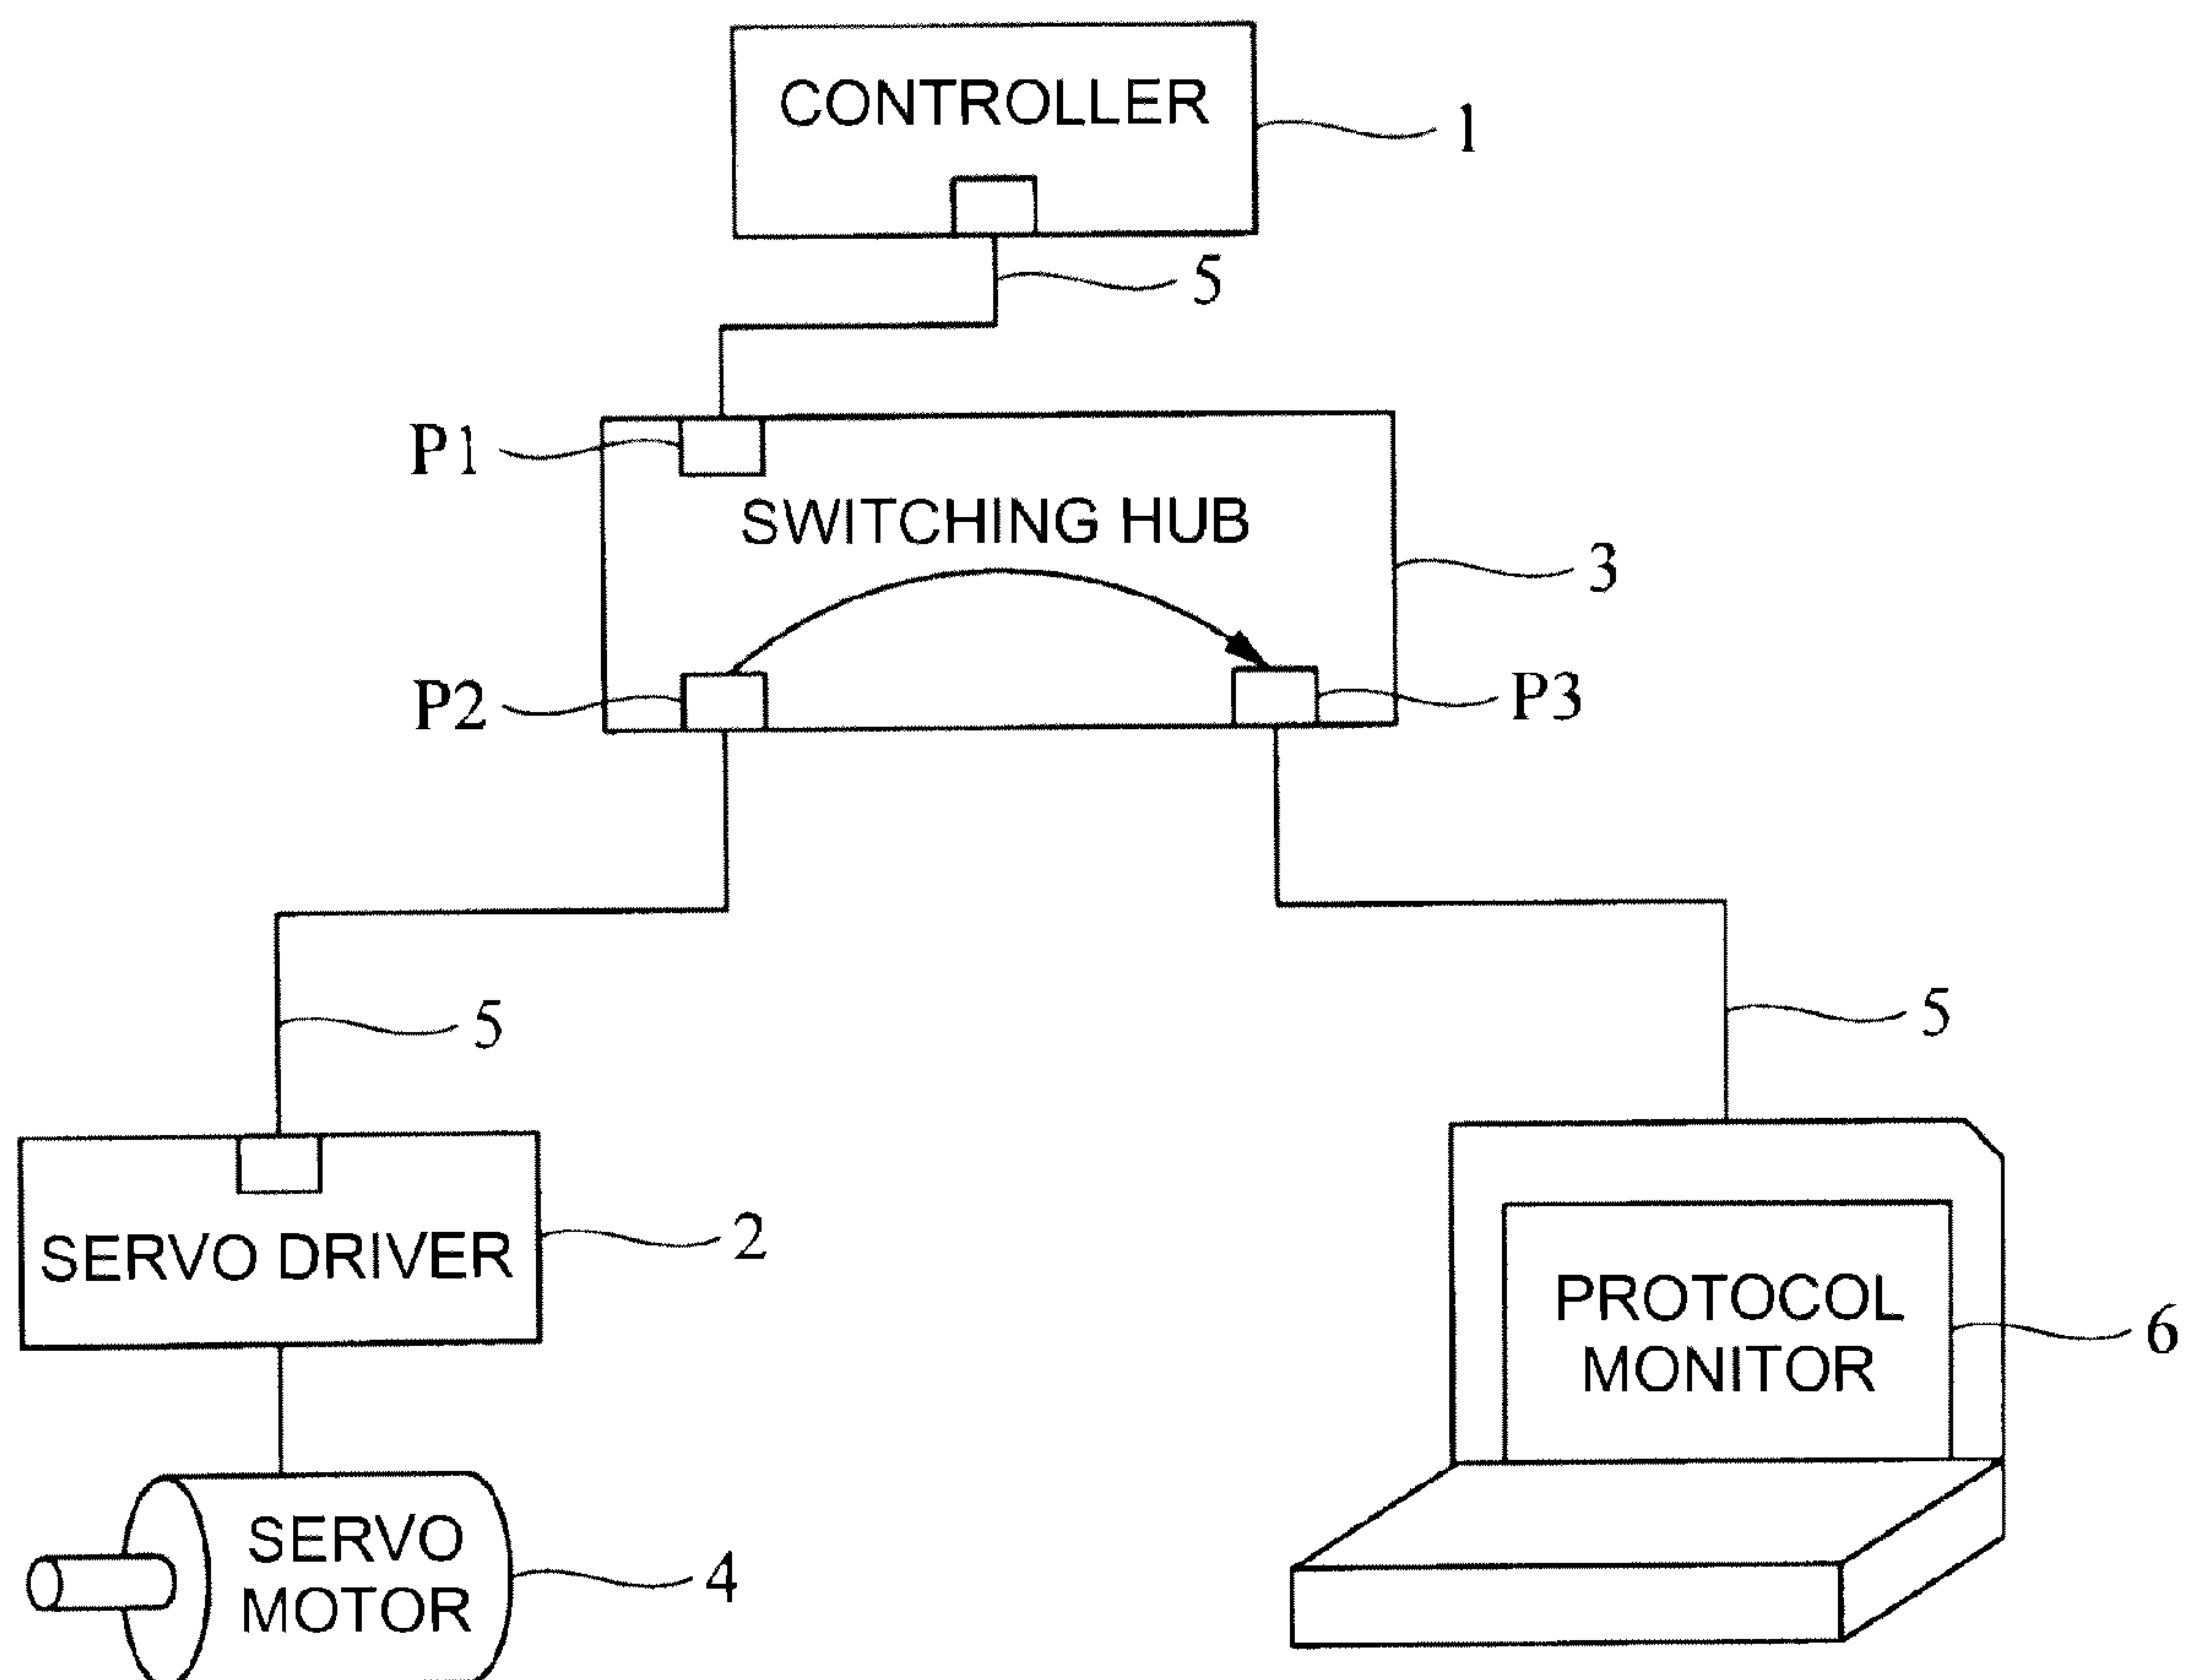 CONTROLLER
1
5
P1
SWITCHING HUB
3
P2
P3
5
5
SERVO DRIVER
2
PROTOCOL
MONITOR
6
SERVO
MOTOR
4